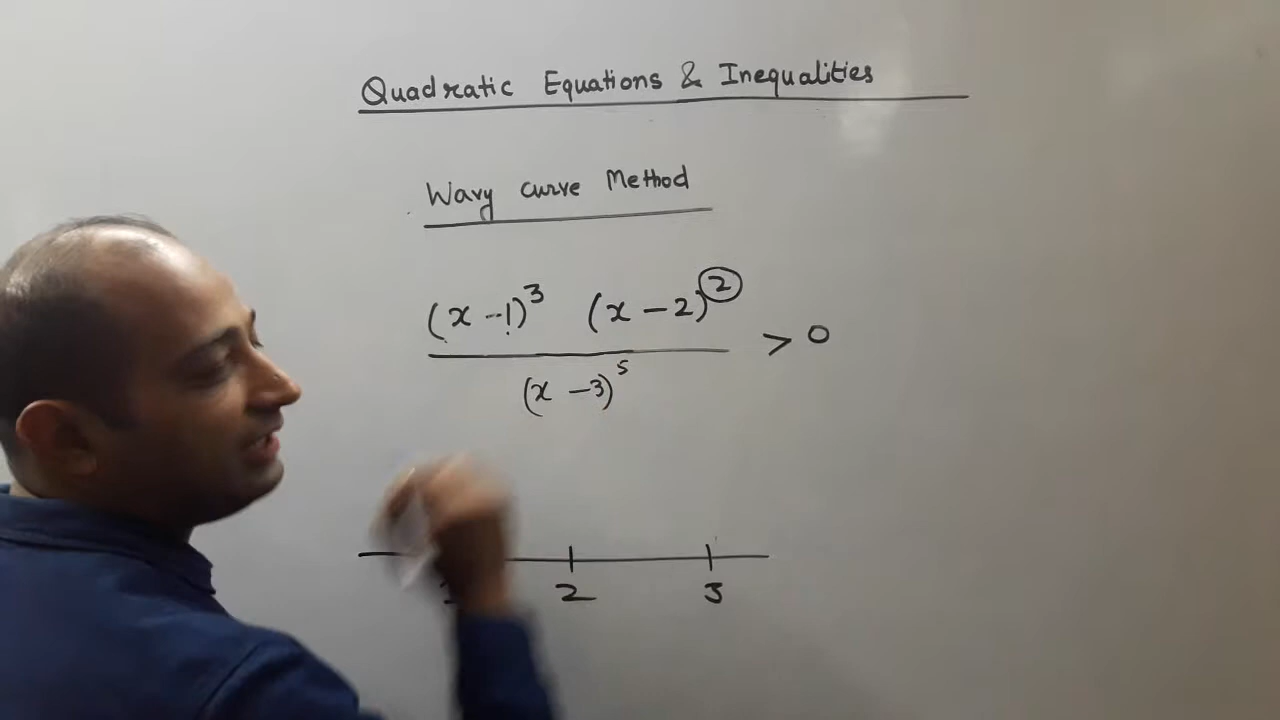 Quadratic Equations & Inequalities
Wavy Curve Method
(x - 1)³ (x - 2)² > 0
(x - 3)⁵
2 3